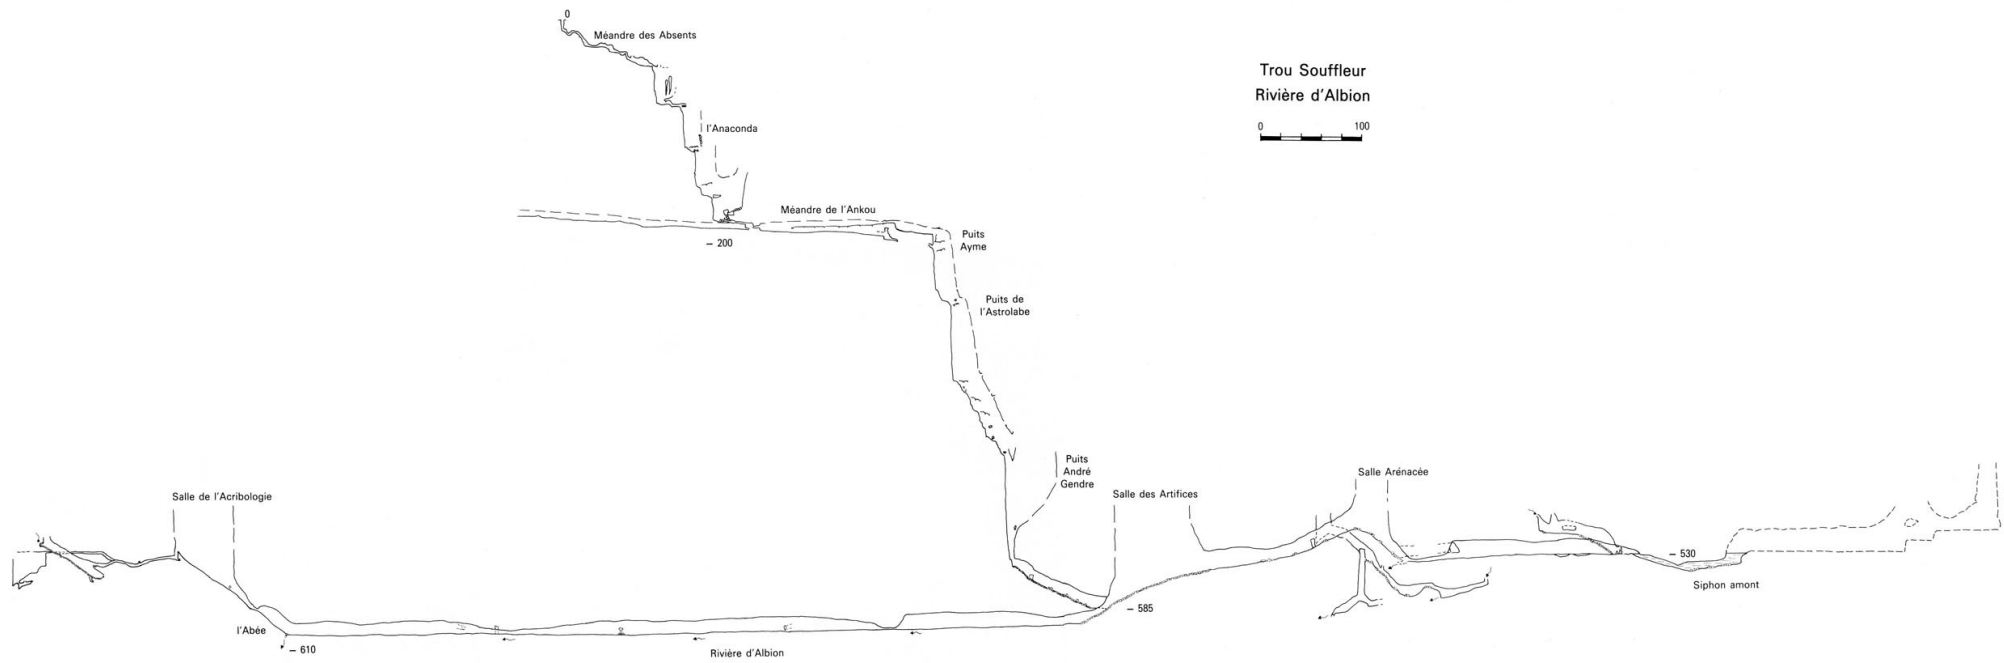 0
Méandre des Absents
Trou Souffleur
Rivière d'Albion
0 100
l'Anaconda
Méandre de l'Ankou
– 200
Puits
Ayme
Puits de
l'Astrolabe
Puits
André
Gendre
Salle de l'Acribologie
Salle des Artifices
Salle Arénacée
– 530
Siphon amont
– 585
l'Abée
– 610
Rivière d'Albion